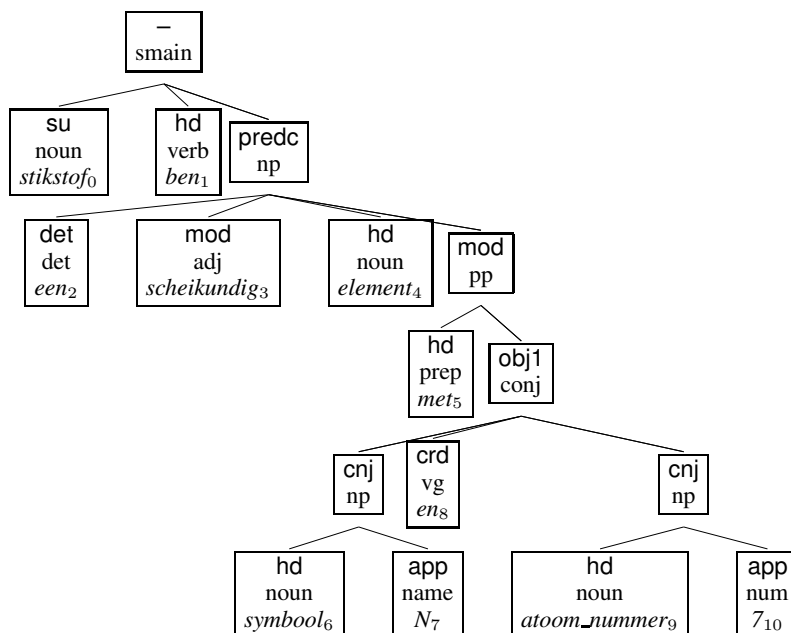 –
smain
su
noun
stikstof₀
hd
verb
ben₁
predc
np
det
det
een₂
mod
adj
scheikundig₃
hd
noun
element₄
mod
pp
hd
prep
met₅
obj1
conj
cnj
np
crd
vg
en₈
cnj
np
hd
noun
symbool₆
app
name
N₇
hd
noun
atoom_nummer₉
app
num
7₁₀